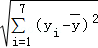 √( ∑_{i=1}^{7} (y_i − y̅)² )